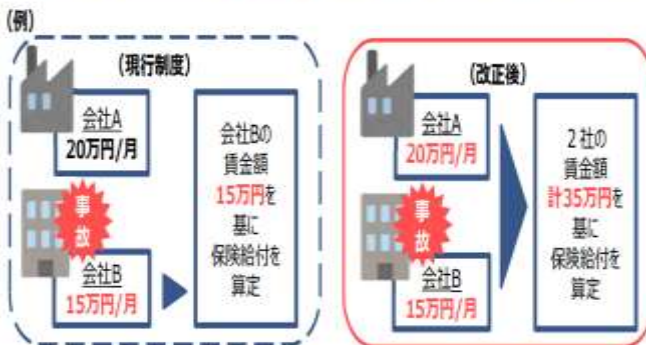 (例)
(現行制度)
会社A
20万円/月
事
故
会社B
15万円/月
会社Bの
賃金額
15万円を
基に
保険給付を
算定
(改正後)
会社A
20万円/月
事
故
会社B
15万円/月
2社の
賃金額
計35万円を
基に
保険給付を
算定